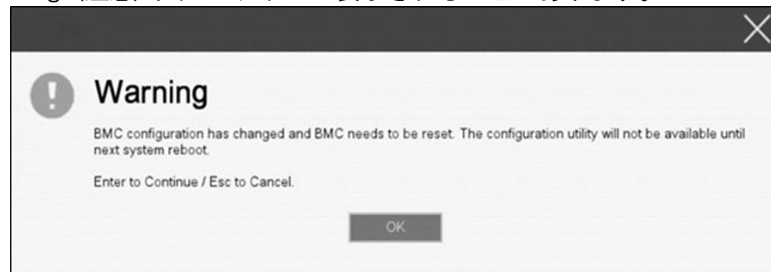 Warning
BMC configuration has changed and BMC needs to be reset. The configuration utility will not be available until
next system reboot.
Enter to Continue / Esc to Cancel.
OK